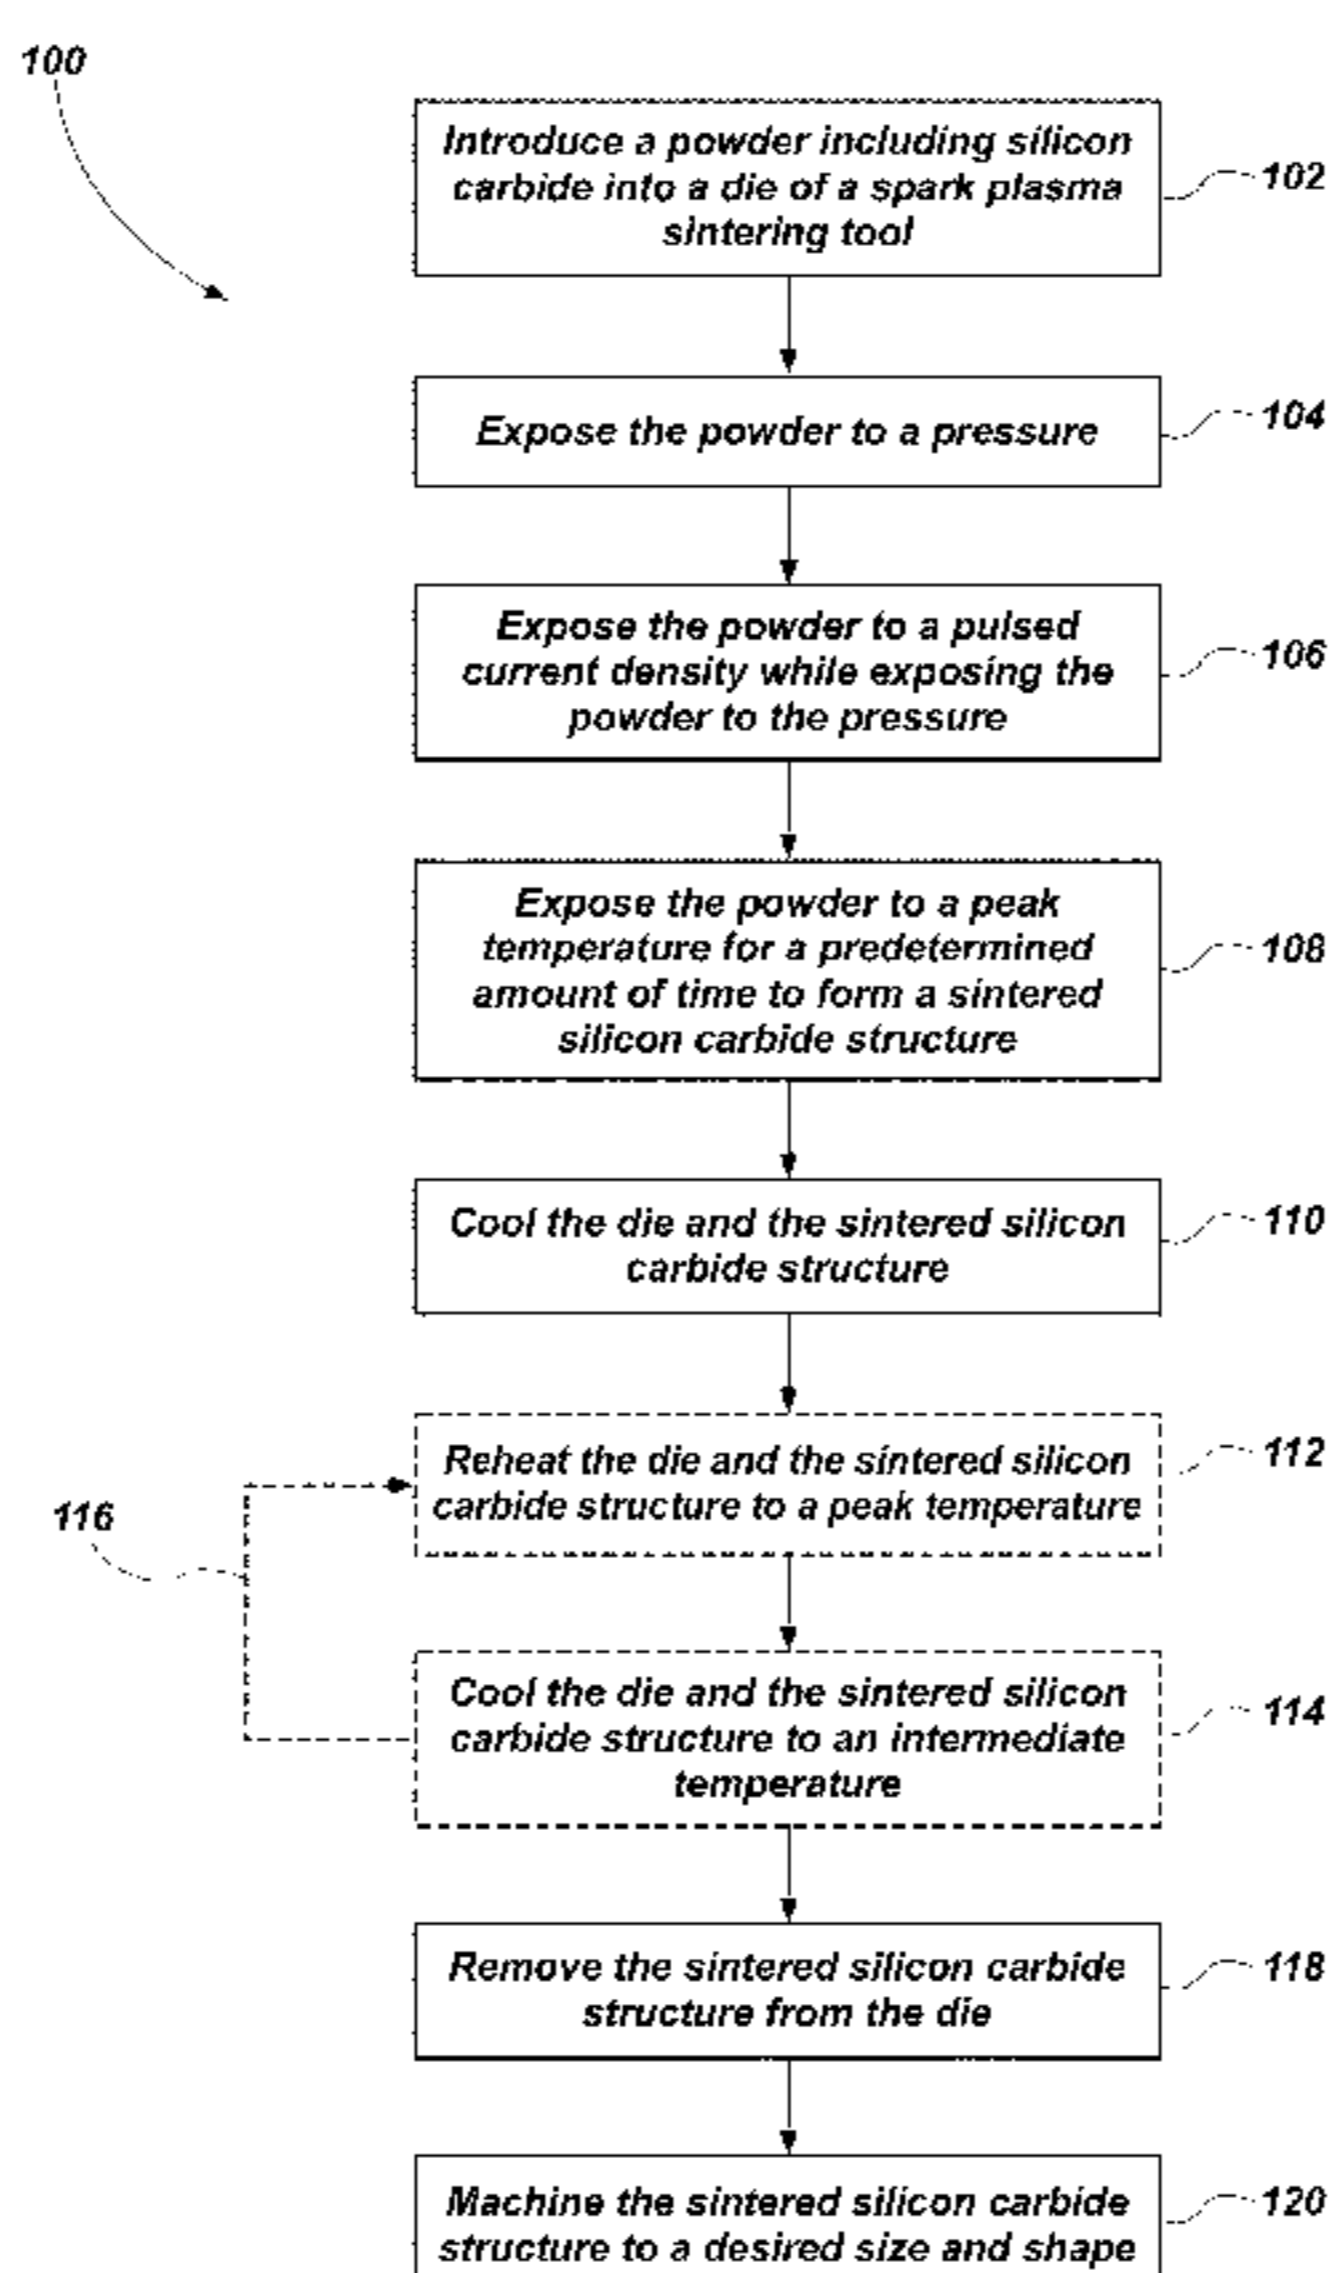 100
Introduce a powder including silicon
carbide into a die of a spark plasma
sintering tool
102
Expose the powder to a pressure
104
Expose the powder to a pulsed
current density while exposing the
powder to the pressure
106
Expose the powder to a peak
temperature for a predetermined
amount of time to form a sintered
silicon carbide structure
108
Cool the die and the sintered silicon
carbide structure
110
Reheat the die and the sintered silicon
carbide structure to a peak temperature
112
116
Cool the die and the sintered silicon
carbide structure to an intermediate
temperature
114
Remove the sintered silicon carbide
structure from the die
118
Machine the sintered silicon carbide
structure to a desired size and shape
120